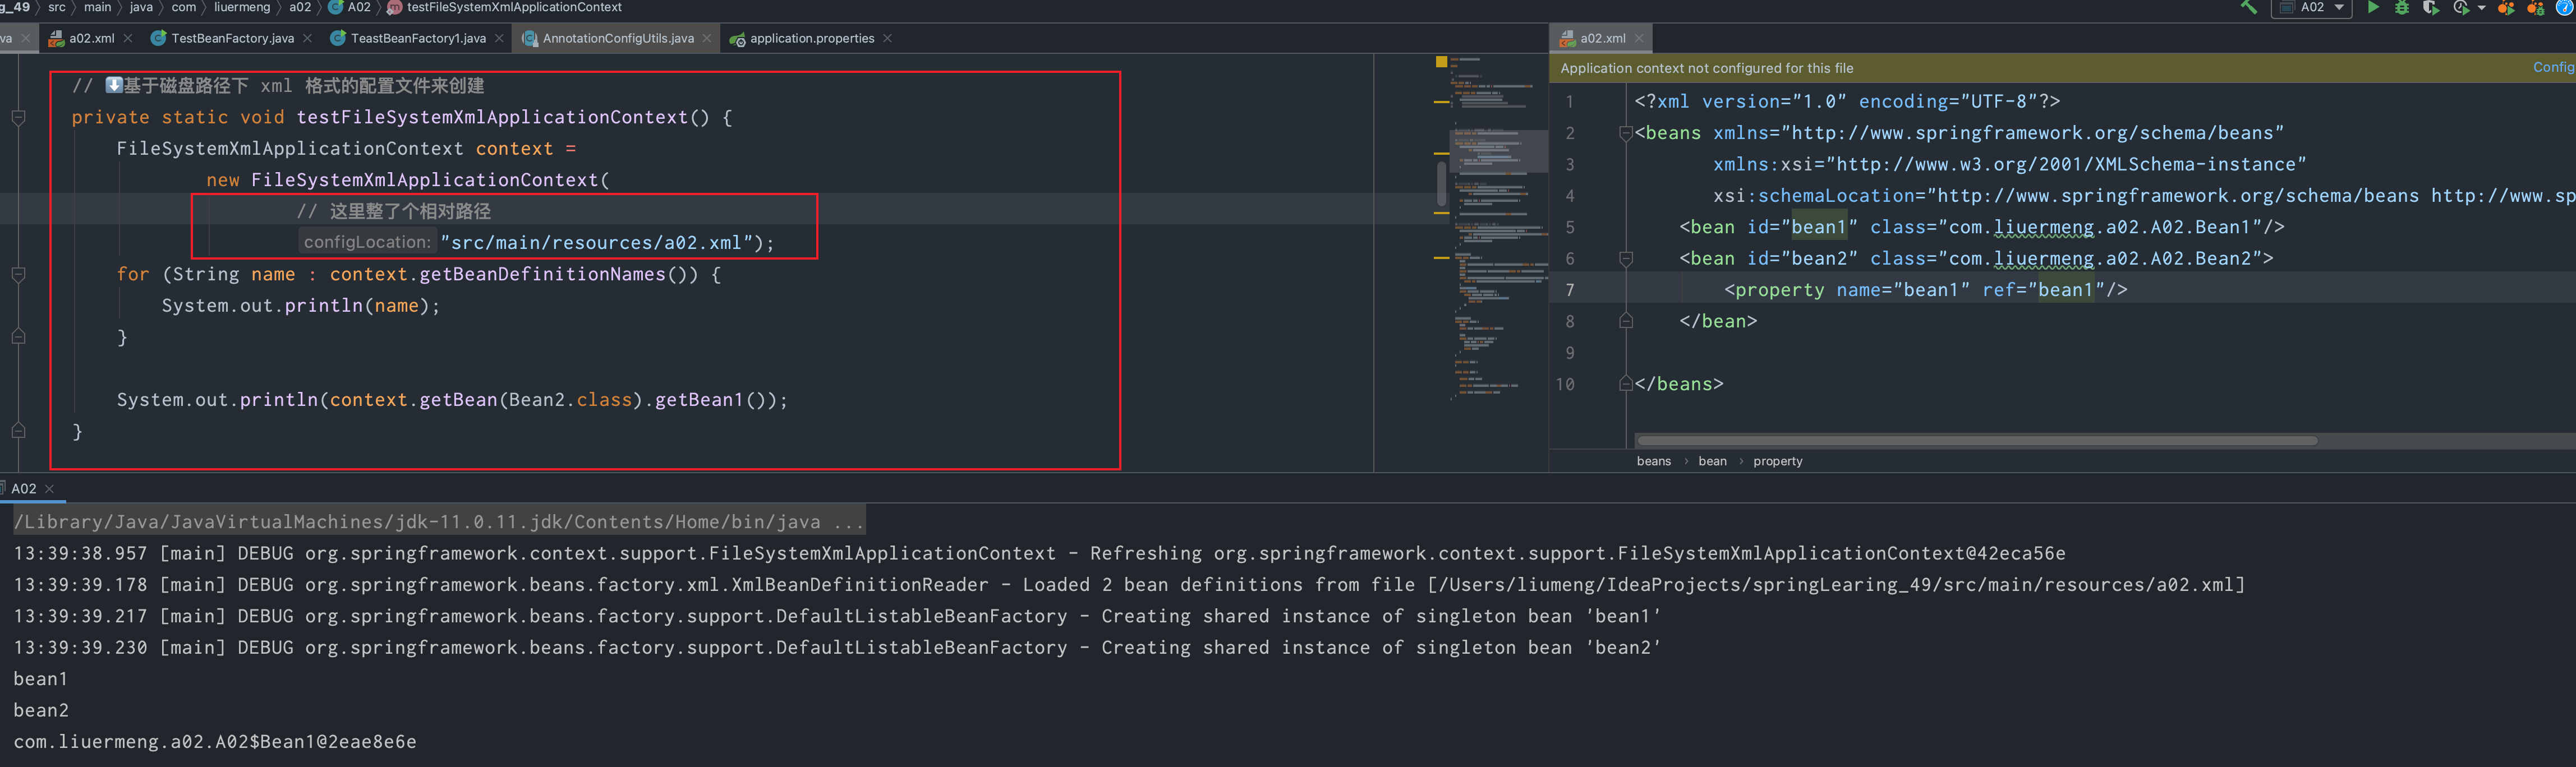 g_49 › src › main › java › com › liuermeng › a02 › A02 › testFileSystemXmlApplicationContext
A02
va × a02.xml × TestBeanFactory.java × TeastBeanFactory1.java × AnnotationConfigUtils.java × application.properties ×
// ⬇️基于磁盘路径下 xml 格式的配置文件来创建
private static void testFileSystemXmlApplicationContext() {
FileSystemXmlApplicationContext context =
new FileSystemXmlApplicationContext(
// 这里整了个相对路径
configLocation: "src/main/resources/a02.xml");
for (String name : context.getBeanDefinitionNames()) {
System.out.println(name);
}
System.out.println(context.getBean(Bean2.class).getBean1());
}
a02.xml ×
Application context not configured for this file
Config
1 <?xml version="1.0" encoding="UTF-8"?>
2 <beans xmlns="http://www.springframework.org/schema/beans"
3 xmlns:xsi="http://www.w3.org/2001/XMLSchema-instance"
4 xsi:schemaLocation="http://www.springframework.org/schema/beans http://www.sp
5 <bean id="bean1" class="com.liuermeng.a02.A02.Bean1"/>
6 <bean id="bean2" class="com.liuermeng.a02.A02.Bean2">
7 <property name="bean1" ref="bean1"/>
8 </bean>
9
10 </beans>
beans › bean › property
A02 ×
/Library/Java/JavaVirtualMachines/jdk-11.0.11.jdk/Contents/Home/bin/java ...
13:39:38.957 [main] DEBUG org.springframework.context.support.FileSystemXmlApplicationContext - Refreshing org.springframework.context.support.FileSystemXmlApplicationContext@42eca56e
13:39:39.178 [main] DEBUG org.springframework.beans.factory.xml.XmlBeanDefinitionReader - Loaded 2 bean definitions from file [/Users/liumeng/IdeaProjects/springLearing_49/src/main/resources/a02.xml]
13:39:39.217 [main] DEBUG org.springframework.beans.factory.support.DefaultListableBeanFactory - Creating shared instance of singleton bean 'bean1'
13:39:39.230 [main] DEBUG org.springframework.beans.factory.support.DefaultListableBeanFactory - Creating shared instance of singleton bean 'bean2'
bean1
bean2
com.liuermeng.a02.A02$Bean1@2eae8e6e